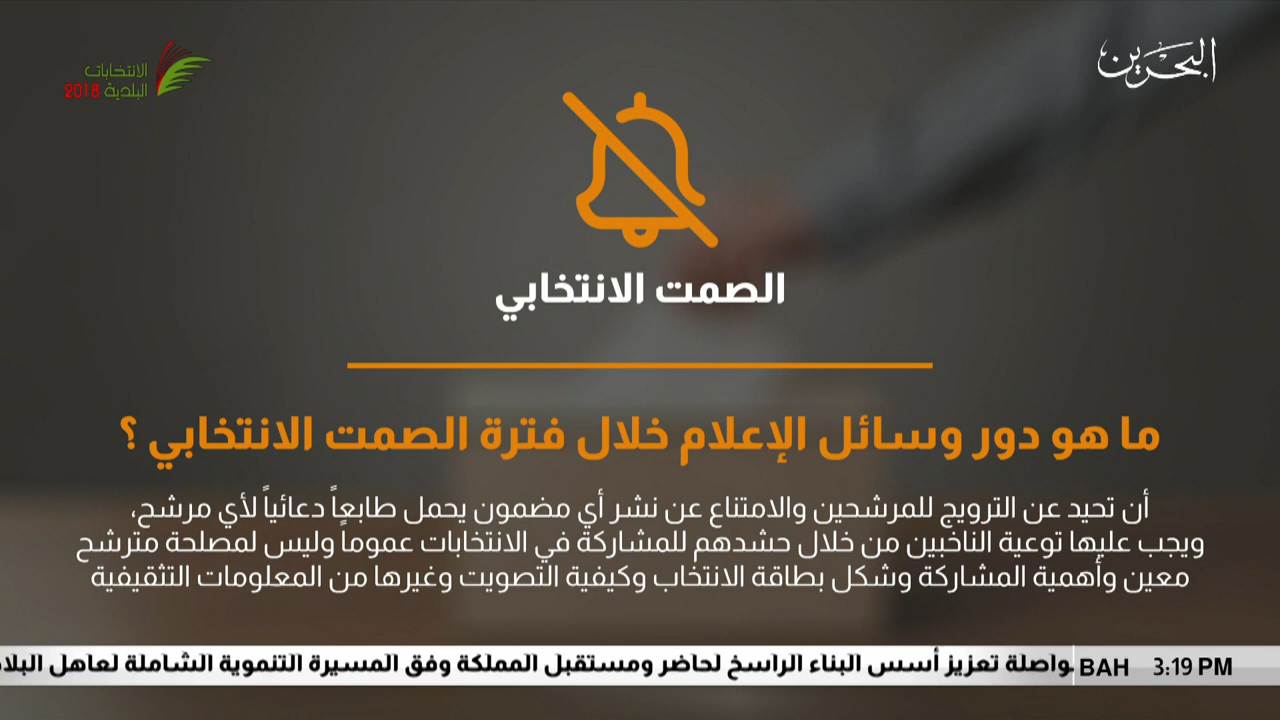 الانتخابات
البلدية 2018
البحرين
الصمت الانتخابي
ما هو دور وسائل الإعلام خلال فترة الصمت الانتخابي ؟
أن تحيد عن الترويج للمرشحين والامتناع عن نشر أي مضمون يحمل طابعاً دعائياً لأي مرشح،
ويجب عليها توعية الناخبين من خلال حشدهم للمشاركة في الانتخابات عموماً وليس لمصلحة مترشح
معين وأهمية المشاركة وشكل بطاقة الانتخاب وكيفية التصويت وغيرها من المعلومات التثقيفية
تعزيز أسس البناء الراسخ لحاضر ومستقبل المملكة وفق المسيرة التنموية الشاملة لعاهل
BAH 3:19 PM